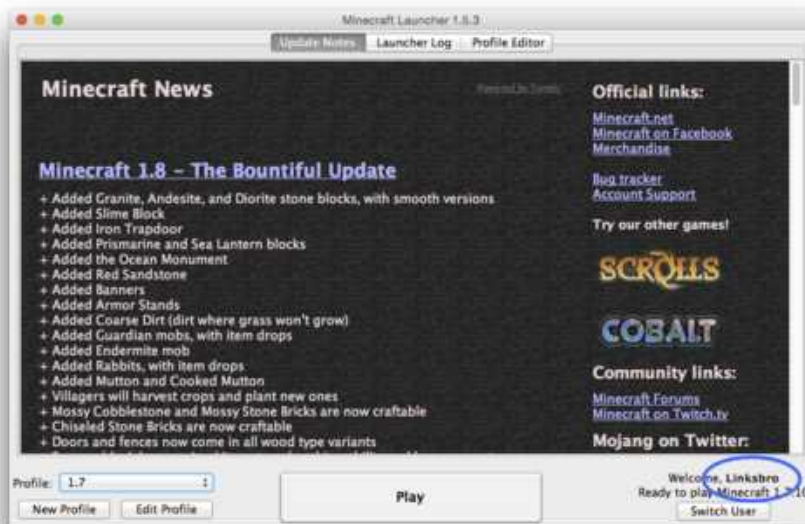 Minecraft Launcher 1.5.3
Update Notes Launcher Log Profile Editor
Minecraft News
Powered by Tumblr
Minecraft 1.8 – The Bountiful Update
+ Added Granite, Andesite, and Diorite stone blocks, with smooth versions
+ Added Slime Block
+ Added Iron Trapdoor
+ Added Prismarine and Sea Lantern blocks
+ Added the Ocean Monument
+ Added Red Sandstone
+ Added Banners
+ Added Armor Stands
+ Added Coarse Dirt (dirt where grass won't grow)
+ Added Guardian mobs, with item drops
+ Added Endermite mob
+ Added Rabbits, with item drops
+ Added Mutton and Cooked Mutton
+ Villagers will harvest crops and plant new ones
+ Mossy Cobblestone and Mossy Stone Bricks are now craftable
+ Chiseled Stone Bricks are now craftable
+ Doors and fences now come in all wood type variants
Official links:
Minecraft.net
Minecraft on Facebook
Merchandise
Bug tracker
Account Support
Try our other games!
SCROLLS
COBALT
Community links:
Minecraft Forums
Minecraft on Twitch.tv
Mojang on Twitter:
Profile: 1.7
New Profile Edit Profile
Play
Welcome, Linksbro
Ready to play Minecraft 1.7.10
Switch User